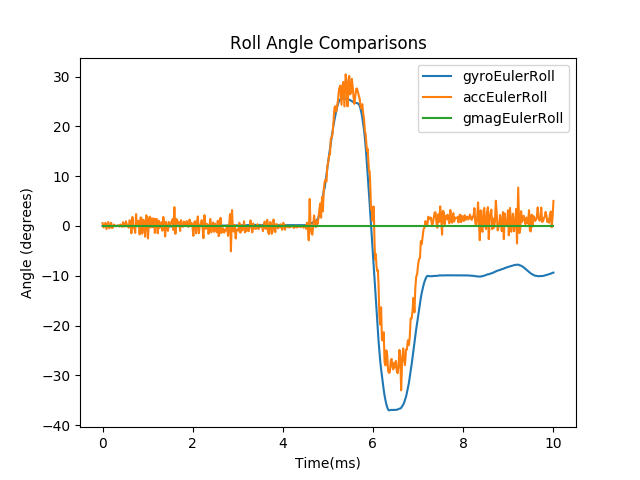 Roll Angle Comparisons
gyroEulerRoll
accEulerRoll
gmagEulerRoll
Angle (degrees)
30
20
10
0
−10
−20
−30
−40
0 2 4 6 8 10
Time(ms)